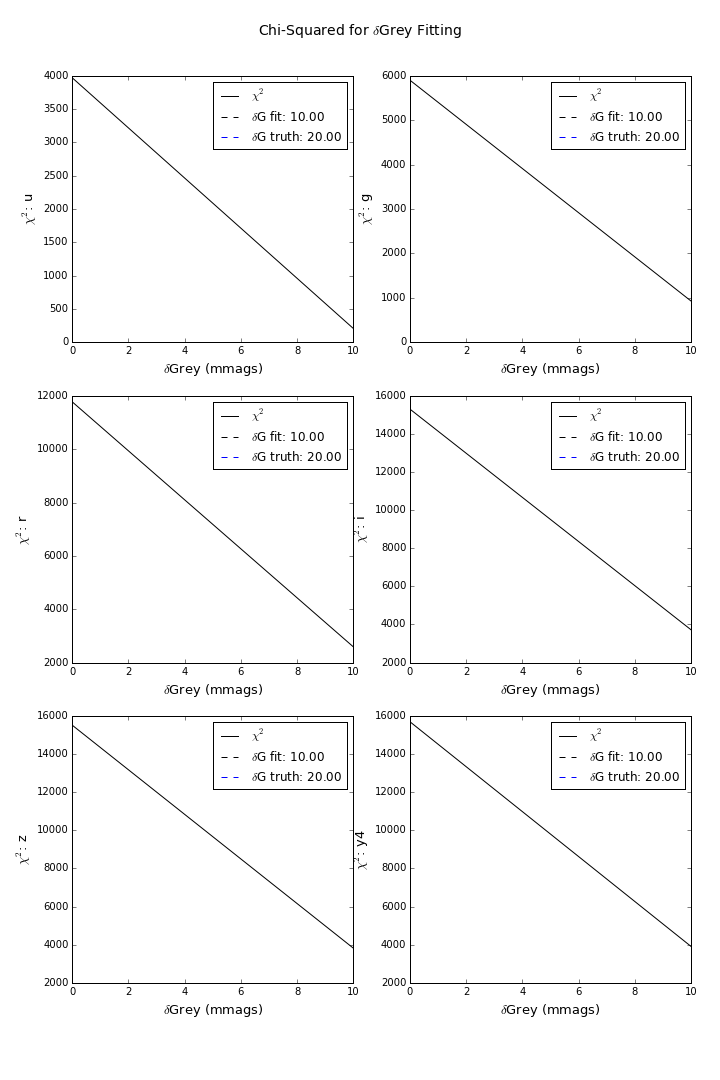 Chi-Squared for δGrey Fitting
4000
3500
3000
2500
2000
1500
1000
500
0
χ²: u
χ²
δG fit: 10.00
δG truth: 20.00
0 2 4 6 8 10
δGrey (mmags)
6000
5000
4000
3000
2000
1000
0
χ²: g
χ²
δG fit: 10.00
δG truth: 20.00
0 2 4 6 8 10
δGrey (mmags)
12000
10000
8000
6000
4000
2000
χ²: r
χ²
δG fit: 10.00
δG truth: 20.00
0 2 4 6 8 10
δGrey (mmags)
16000
14000
12000
10000
8000
6000
4000
2000
χ²: i
χ²
δG fit: 10.00
δG truth: 20.00
0 2 4 6 8 10
δGrey (mmags)
16000
14000
12000
10000
8000
6000
4000
2000
χ²: z
χ²
δG fit: 10.00
δG truth: 20.00
0 2 4 6 8 10
δGrey (mmags)
16000
14000
12000
10000
8000
6000
4000
2000
χ²: y4
χ²
δG fit: 10.00
δG truth: 20.00
0 2 4 6 8 10
δGrey (mmags)